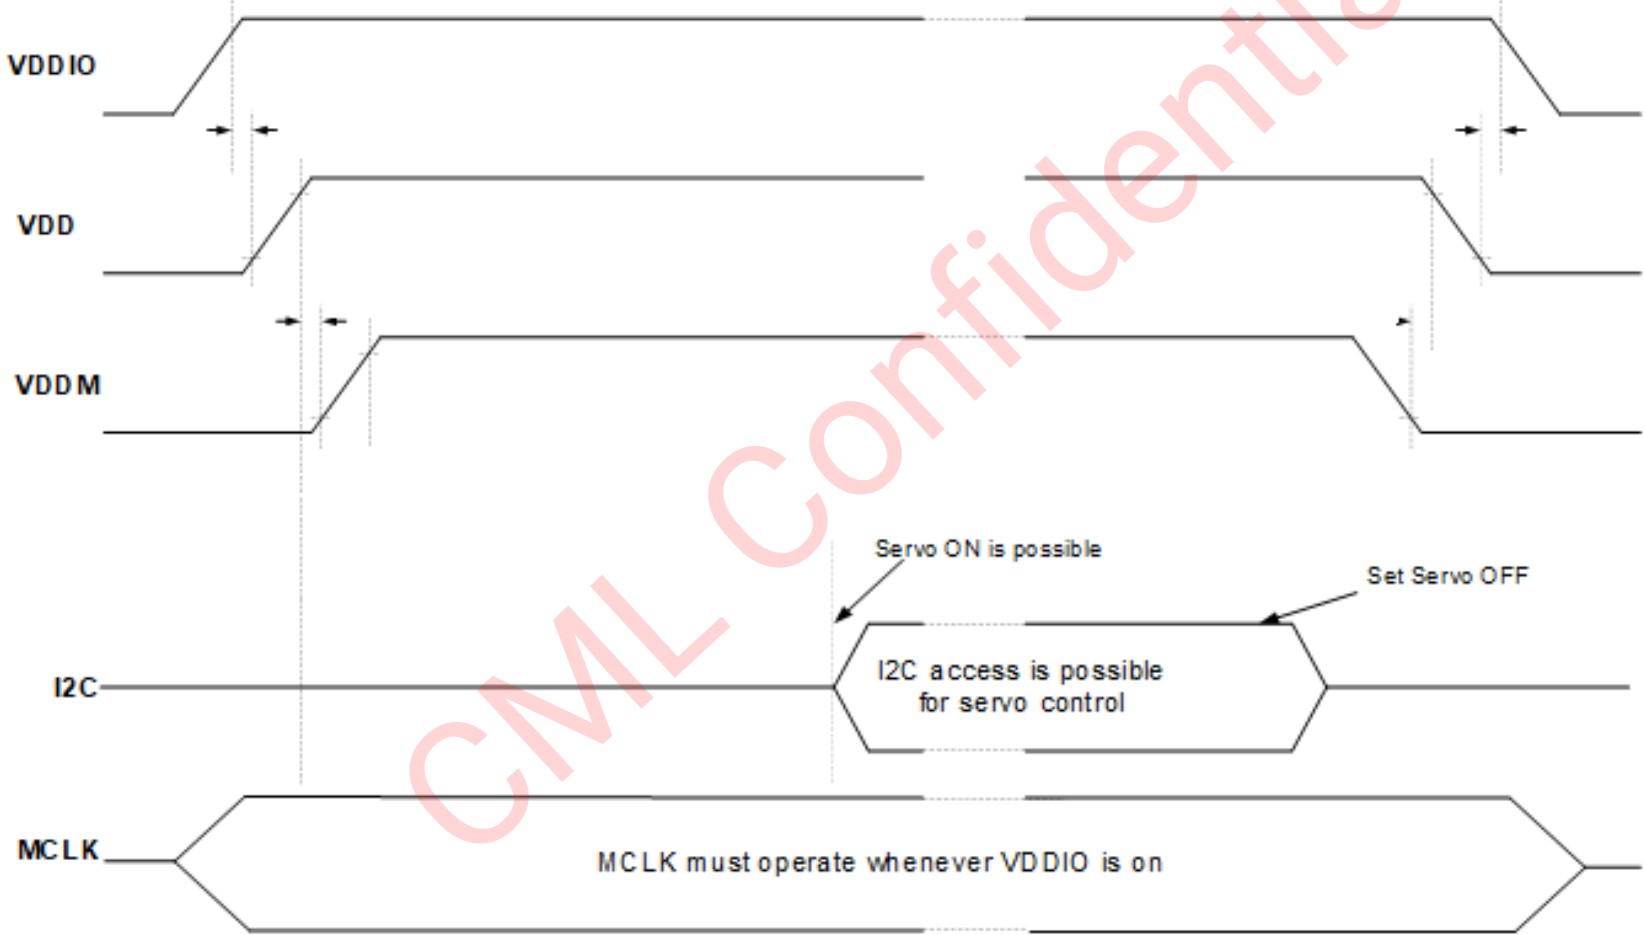 VDDIO
VDD
VDDM
Servo ON is possible
Set Servo OFF
I2C
I2C access is possible
for servo control
MCLK
MCLK must operate whenever VDDIO is on
CML Confidentia